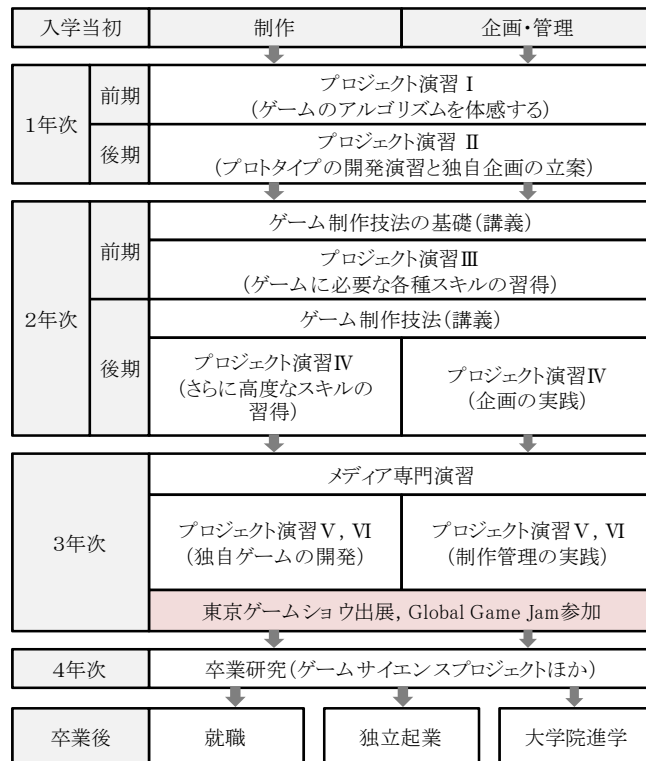 入学当初 制作 企画・管理
1年次 前期 プロジェクト演習 Ⅰ
(ゲームのアルゴリズムを体感する)
後期 プロジェクト演習 Ⅱ
(プロトタイプの開発演習と独自企画の立案)
2年次 前期 ゲーム制作技法の基礎(講義)
プロジェクト演習Ⅲ
(ゲームに必要な各種スキルの習得)
後期 ゲーム制作技法(講義)
プロジェクト演習Ⅳ
(さらに高度なスキルの
習得)
プロジェクト演習Ⅳ
(企画の実践)
3年次 メディア専門演習
プロジェクト演習Ⅴ, Ⅵ
(独自ゲームの開発)
プロジェクト演習Ⅴ, Ⅵ
(制作管理の実践)
東京ゲームショウ出展, Global Game Jam参加
4年次 卒業研究(ゲームサイエンスプロジェクトほか)
卒業後 就職 独立起業 大学院進学